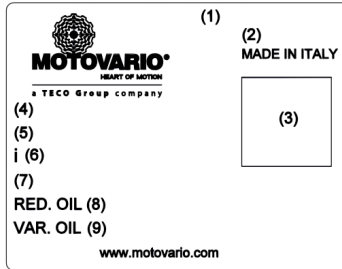 (1)
(2)
MADE IN ITALY
MOTOVARIO®
HEART OF MOTION
a TECO Group company
(3)
(4)
(5)
i (6)
(7)
RED. OIL (8)
VAR. OIL (9)
www.motovario.com